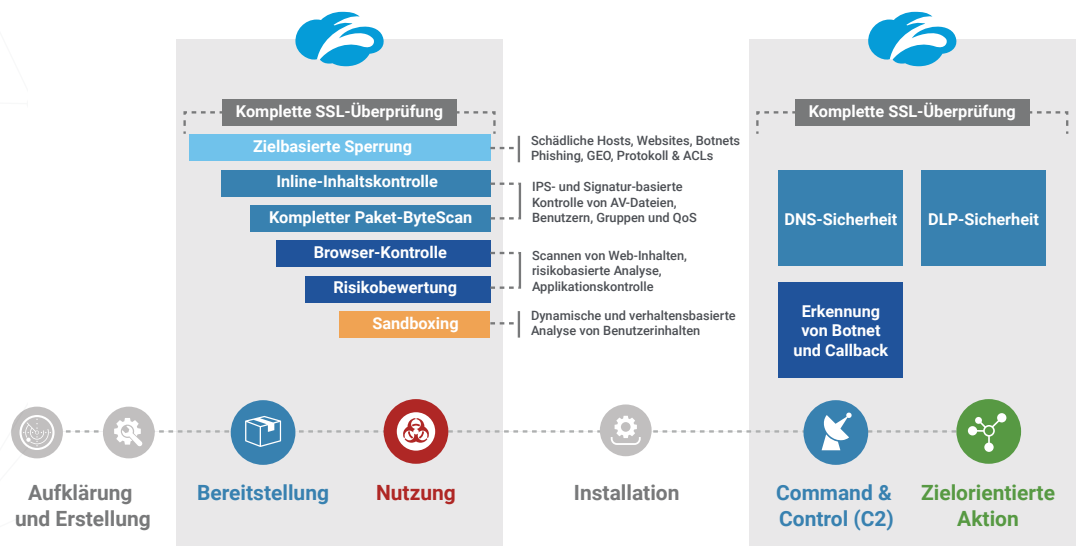 Komplette SSL-Überprüfung
Zielbasierte Sperrung
Inline-Inhaltskontrolle
Kompletter Paket-ByteScan
Browser-Kontrolle
Risikobewertung
Sandboxing
Schädliche Hosts, Websites, Botnets
Phishing, GEO, Protokoll & ACLs
IPS- und Signatur-basierte
Kontrolle von AV-Dateien,
Benutzern, Gruppen und QoS
Scannen von Web-Inhalten,
risikobasierte Analyse,
Applikationskontrolle
Dynamische und verhaltensbasierte
Analyse von Benutzerinhalten
Komplette SSL-Überprüfung
DNS-Sicherheit
DLP-Sicherheit
Erkennung
von Botnet
und Callback
Aufklärung
und Erstellung
Bereitstellung
Nutzung
Installation
Command &
Control (C2)
Zielorientierte
Aktion